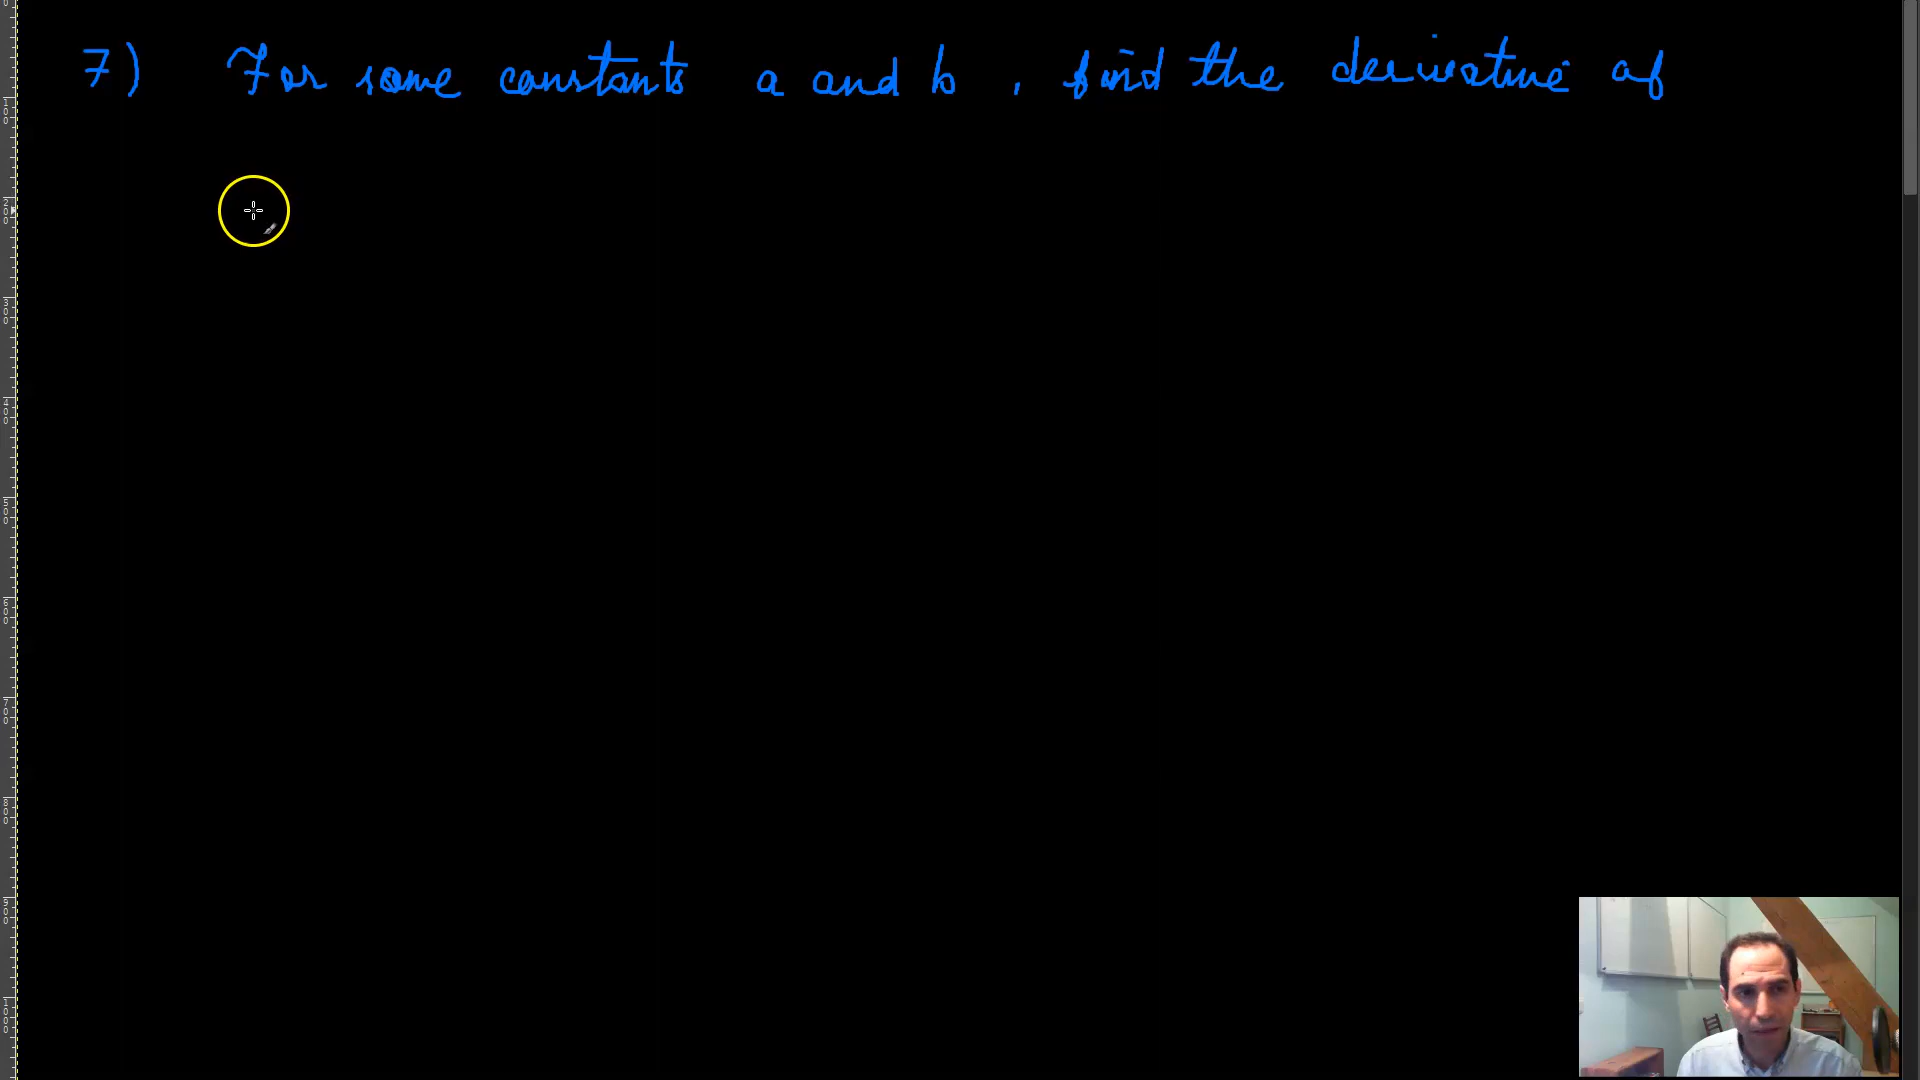 7) For some constants a and b , find the derivative of